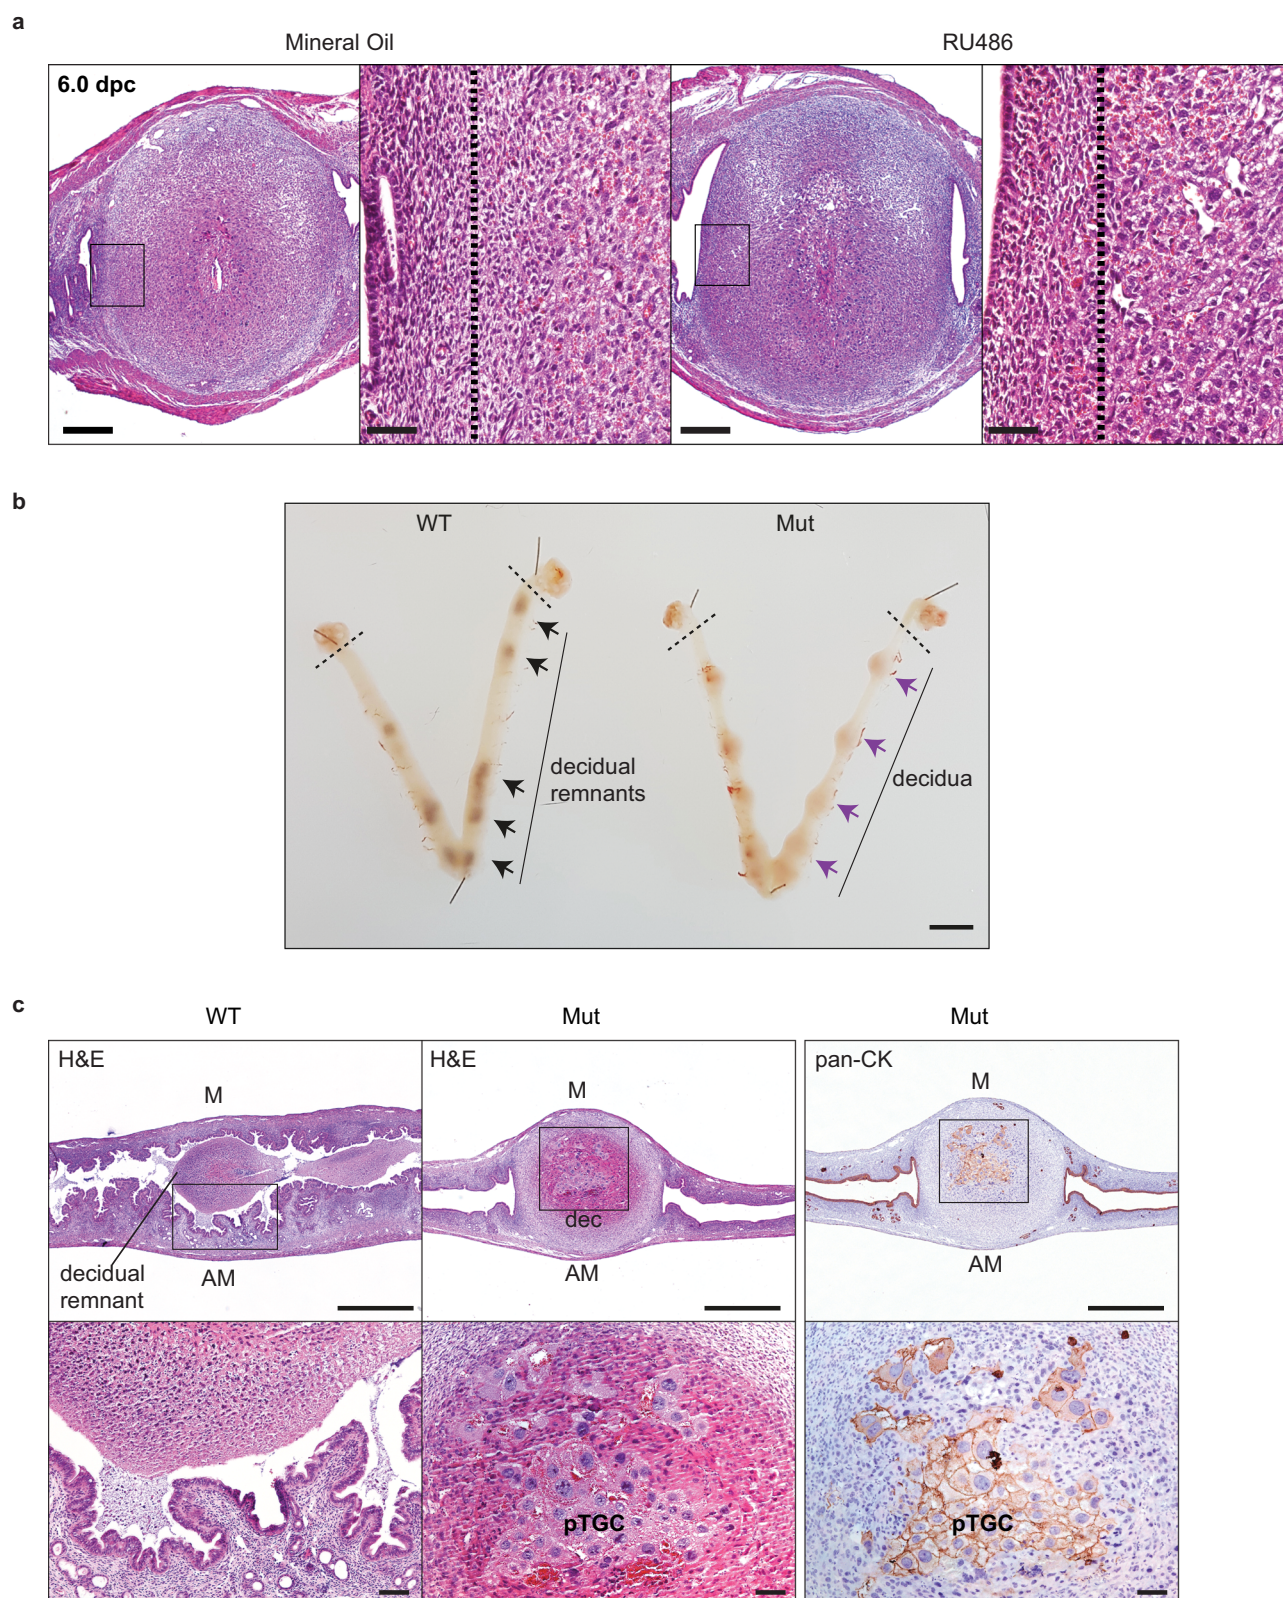 a
Mineral Oil
RU486
6.0 dpc
b
WT
Mut
decidual
remnants
decidua
c
WT
Mut
Mut
H&E
M
decidual
remnant
AM
H&E
M
dec
AM
pan-CK
M
AM
pTGC
pTGC